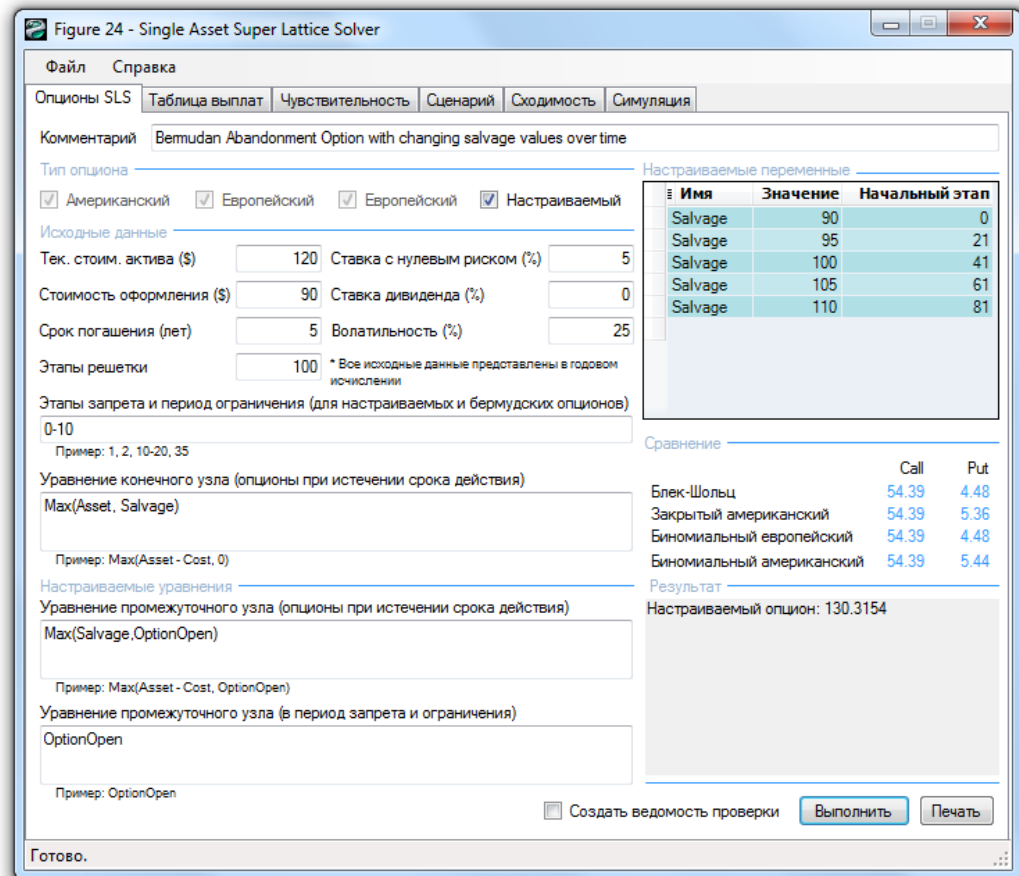 Figure 24 - Single Asset Super Lattice Solver
Файл Справка
Опционы SLS Таблица выплат Чувствительность Сценарий Сходимость Симуляция
Комментарий Bermudan Abandonment Option with changing salvage values over time
Тип опциона
Американский Европейский Европейский Настраиваемый
Исходные данные
Тек. стоим. актива ($) 120 Ставка с нулевым риском (%) 5
Стоимость оформления ($) 90 Ставка дивиденда (%) 0
Срок погашения (лет) 5 Волатильность (%) 25
Этапы решетки 100 * Все исходные данные представлены в годовом
исчислении
Этапы запрета и период ограничения (для настраиваемых и бермудских опционов)
0-10
Пример: 1, 2, 10-20, 35
Уравнение конечного узла (опционы при истечении срока действия)
Max(Asset, Salvage)
Пример: Max(Asset - Cost, 0)
Настраиваемые уравнения
Уравнение промежуточного узла (опционы при истечении срока действия)
Max(Salvage,OptionOpen)
Пример: Max(Asset - Cost, OptionOpen)
Уравнение промежуточного узла (в период запрета и ограничения)
OptionOpen
Пример: OptionOpen
Настраиваемые переменные
Имя Значение Начальный этап
Salvage 90 0
Salvage 95 21
Salvage 100 41
Salvage 105 61
Salvage 110 81
Сравнение
Call Put
Блек-Шольц 54.39 4.48
Закрытый американский 54.39 5.36
Биномиальный европейский 54.39 4.48
Биномиальный американский 54.39 5.44
Результат
Настраиваемый опцион: 130.3154
Создать ведомость проверки Выполнить Печать
Готово.